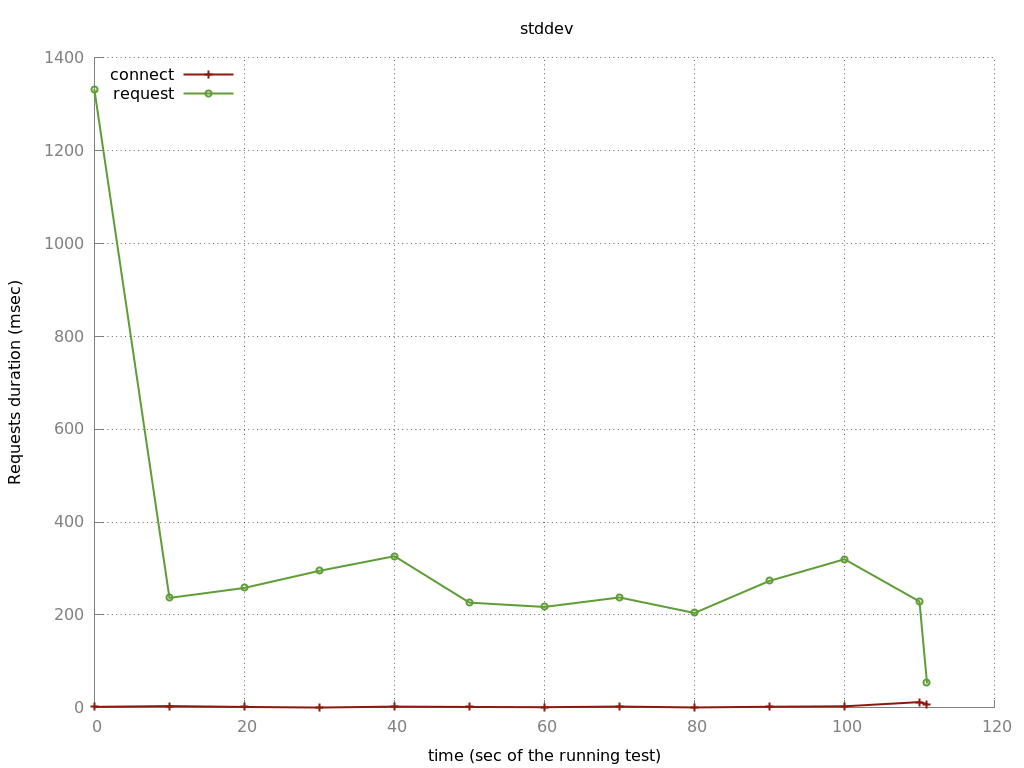 stddev
1400
1200
1000
800
600
400
200
0
connect
request
Requests duration (msec)
0 20 40 60 80 100 120
time (sec of the running test)